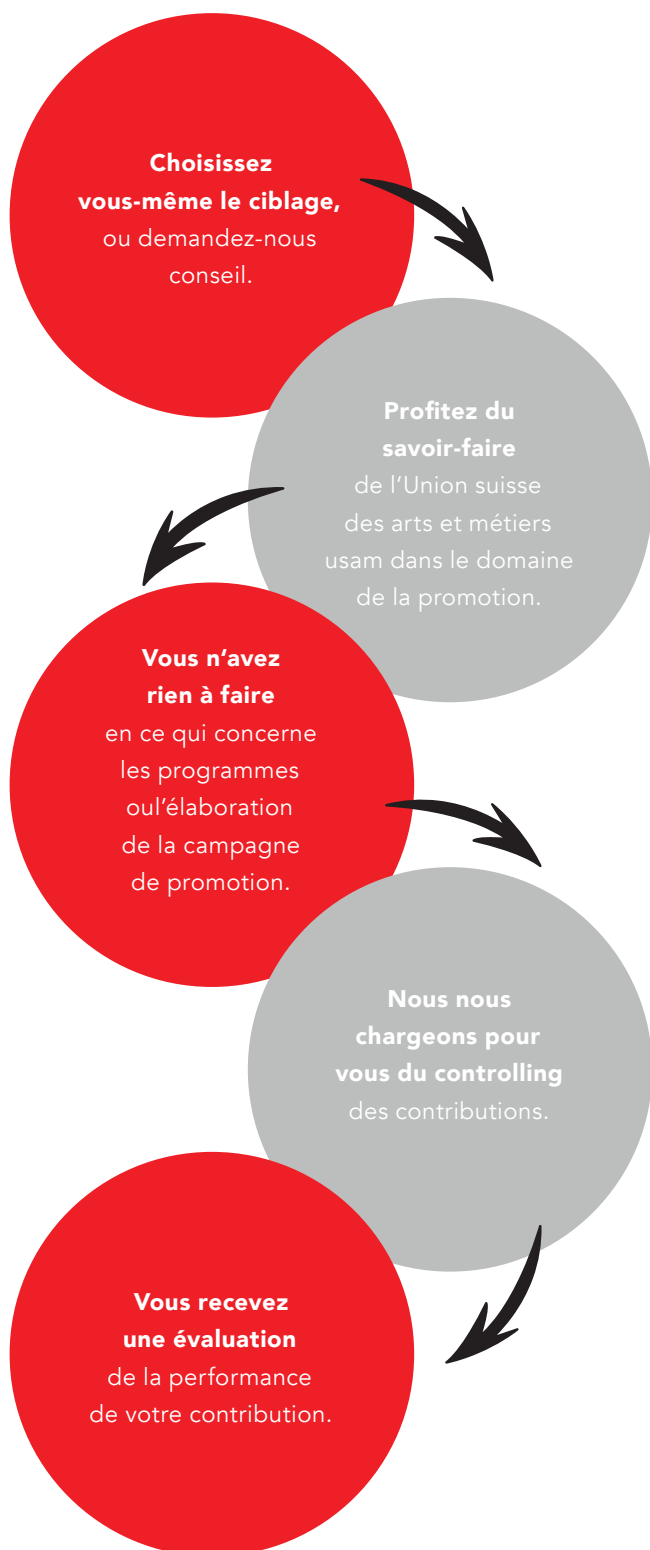 Choisissez
vous-même le ciblage,
ou demandez-nous
conseil.
Profitez du
savoir-faire
de l'Union suisse
des arts et métiers
usam dans le domaine
de la promotion.
Vous n'avez
rien à faire
en ce qui concerne
les programmes
oul'élaboration
de la campagne
de promotion.
Nous nous
chargeons pour
vous du controlling
des contributions.
Vous recevez
une évaluation
de la performance
de votre contribution.